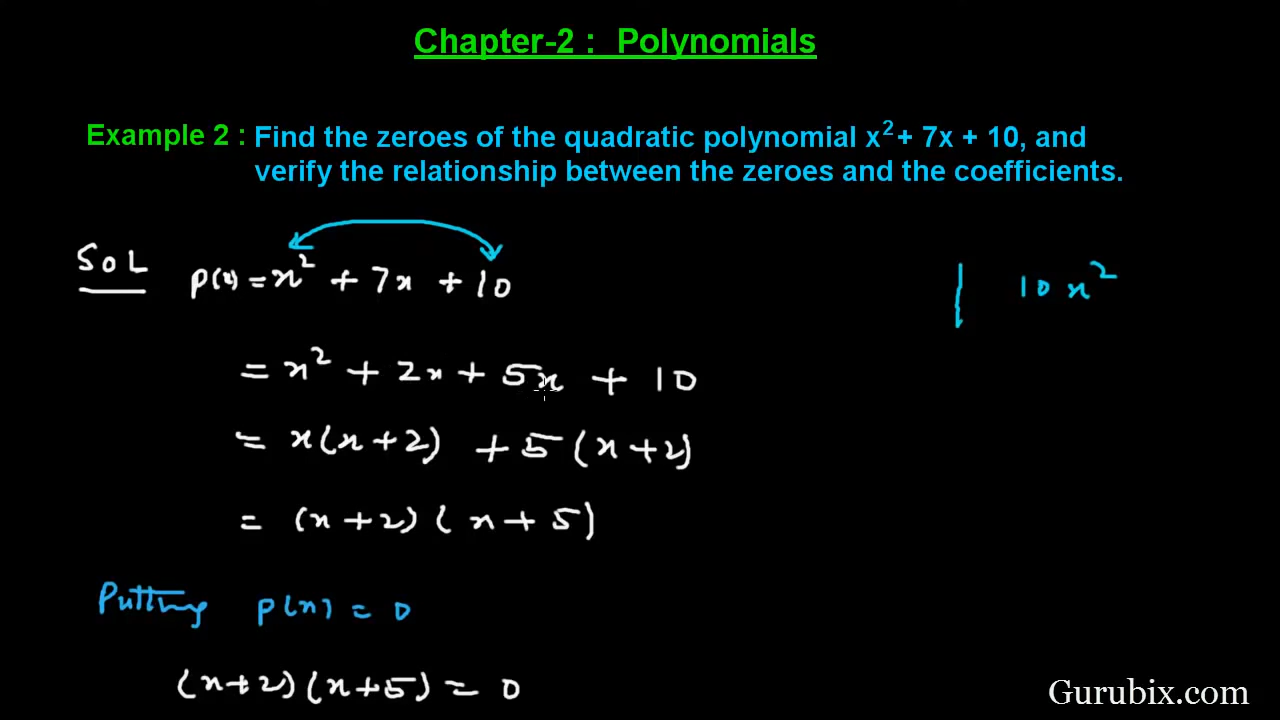 Chapter-2 : Polynomials
Example 2 : Find the zeroes of the quadratic polynomial x² + 7x + 10, and
verify the relationship between the zeroes and the coefficients.
SOL p(x) = x² + 7x + 10 | 10x²
= x² + 2x + 5x + 10
= x(x+2) + 5(x+2)
= (x+2)(x+5)
Putting p(x) = 0
(x+2)(x+5) = 0
Gurubix.com